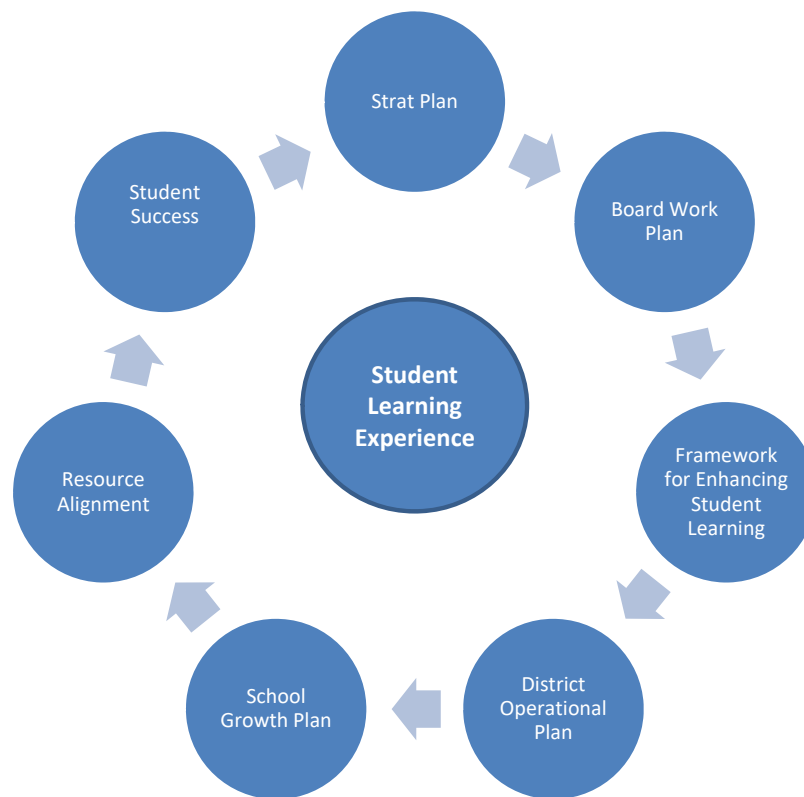 Strat Plan
Board Work
Plan
Framework
for Enhancing
Student
Learning
District
Operational
Plan
School
Growth Plan
Resource
Alignment
Student
Success
Student
Learning
Experience